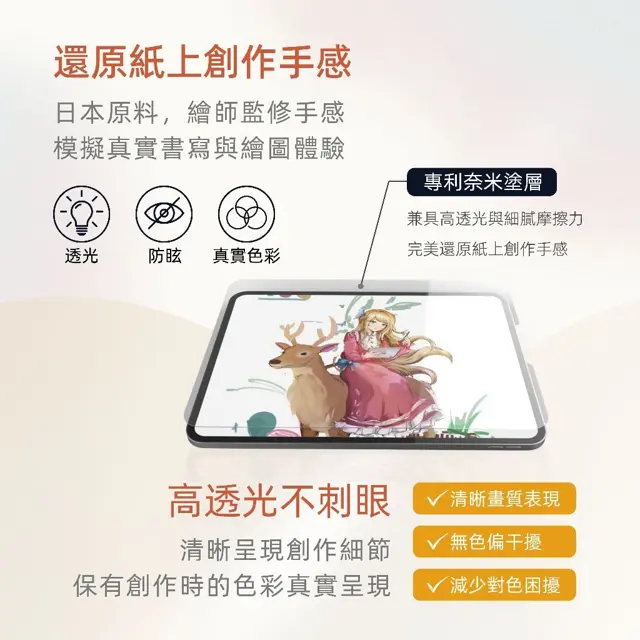 還原紙上創作手感
日本原料，繪師監修手感
模擬真實書寫與繪圖體驗
透光
防眩
真實色彩
專利奈米塗層
兼具高透光與細膩摩擦力
完美還原紙上創作手感
高透光不刺眼
清晰呈現創作細節
保有創作時的色彩真實呈現
清晰畫質表現
無色偏干擾
減少對色困擾